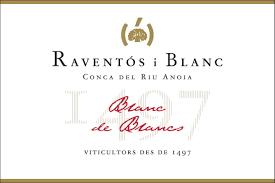 RAVENTÓS i BLANC
CONCA DEL RIU ANOIA
1497
Blanc
de Blancs
VITICULTORS DES DE 1497